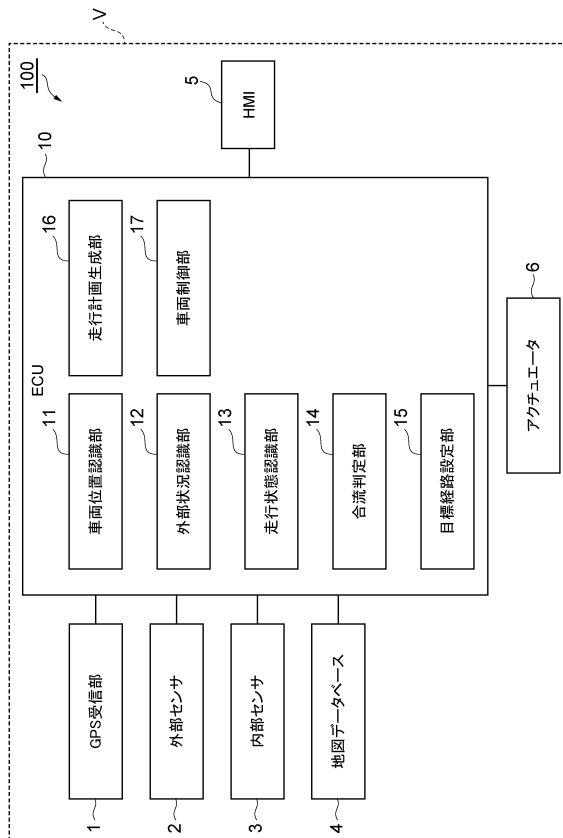 100
V
1
GPS受信部
2
外部センサ
3
内部センサ
4
地図データベース
10
ECU
11
車両位置認識部
12
外部状況認識部
13
走行状態認識部
14
合流判定部
15
目標経路設定部
16
走行計画生成部
17
車両制御部
5
HMI
6
アクチュエータ